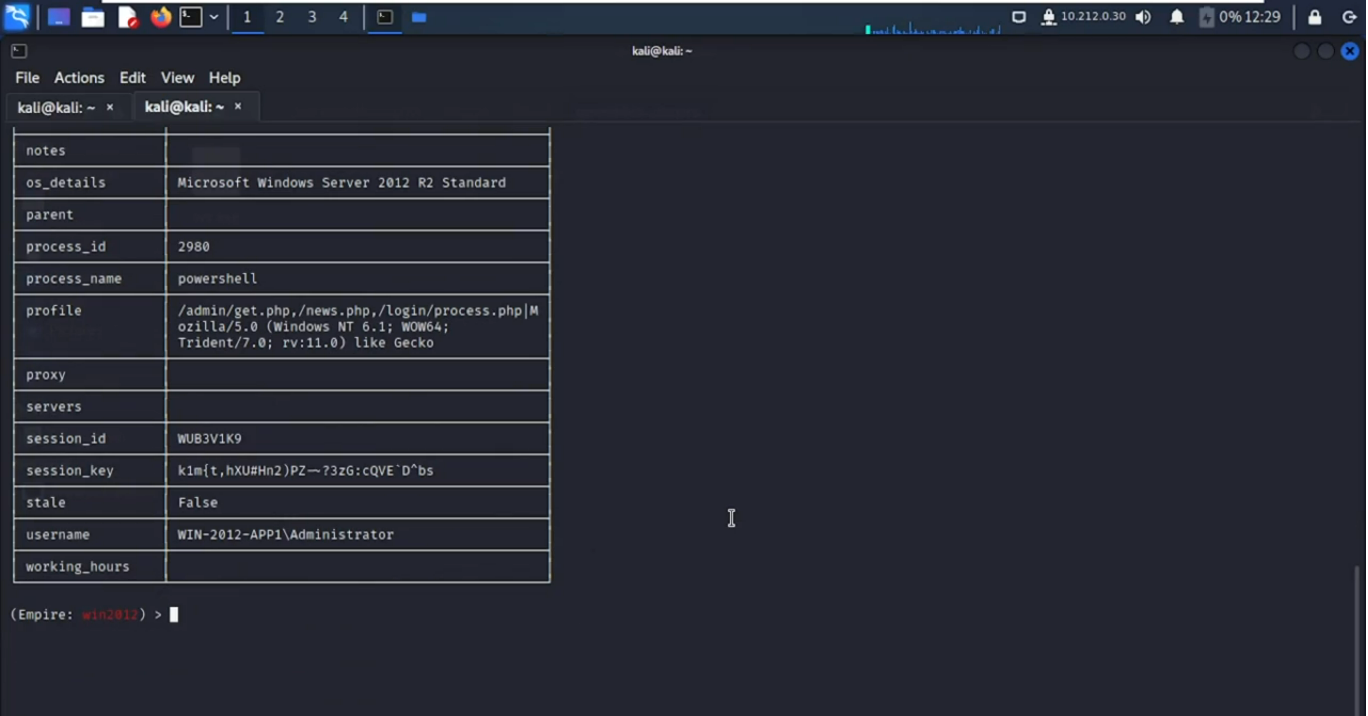 1 2 3 4 10.212.0.30 0% 12:29
kali@kali: ~
File Actions Edit View Help
kali@kali: ~ × kali@kali: ~ ×
notes
os_details Microsoft Windows Server 2012 R2 Standard
parent
process_id 2980
process_name powershell
profile /admin/get.php,/news.php,/login/process.php|M
ozilla/5.0 (Windows NT 6.1; WOW64;
Trident/7.0; rv:11.0) like Gecko
proxy
servers
session_id WUB3V1K9
session_key k1m{t,hXU#Hn2)PZ~~?3zG:cQVE`D^bs
stale False
username WIN-2012-APP1\Administrator
working_hours
(Empire: win2012) >